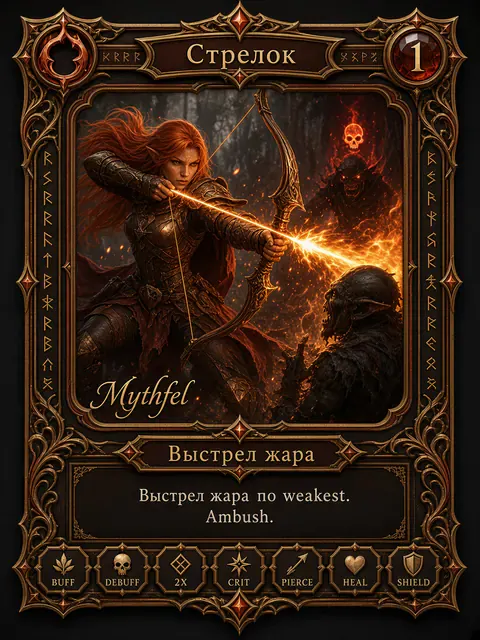 Стрелок
1
Mythfel
Выстрел жара
Выстрел жара по weakest.
Ambush.
BUFF
DEBUFF
2X
CRIT
PIERCE
HEAL
SHIELD